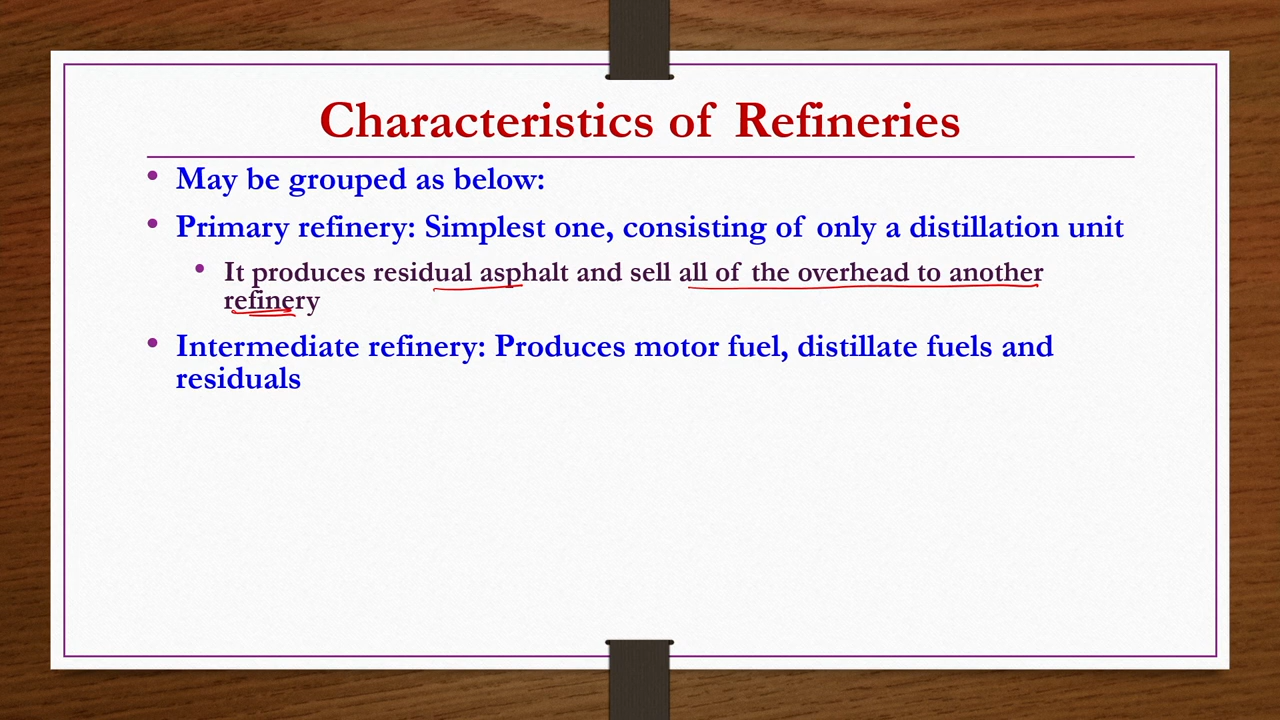 Characteristics of Refineries
• May be grouped as below:
• Primary refinery: Simplest one, consisting of only a distillation unit
• It produces residual asphalt and sell all of the overhead to another
refinery
• Intermediate refinery: Produces motor fuel, distillate fuels and
residuals